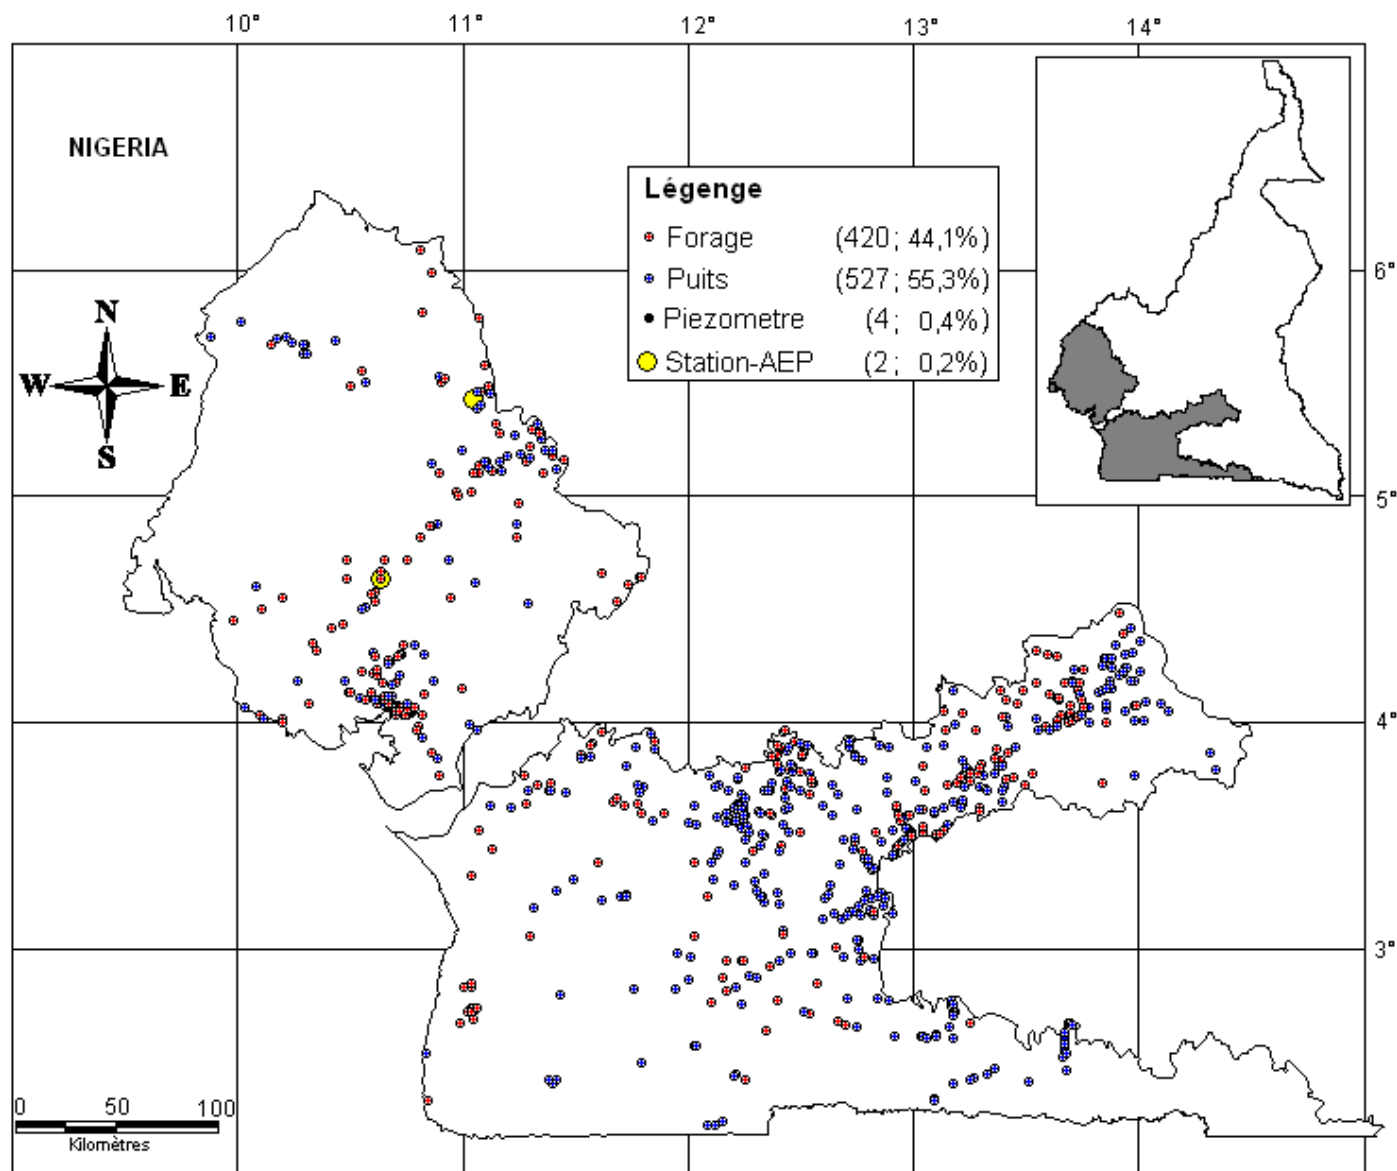 10° 11° 12° 13° 14°
NIGERIA
Légenge
Forage (420; 44,1%)
Puits (527; 55,3%)
Piezometre (4; 0,4%)
Station-AEP (2; 0,2%)
6°
N
W E
S
5°
4°
3°
0 50 100
Kilomètres